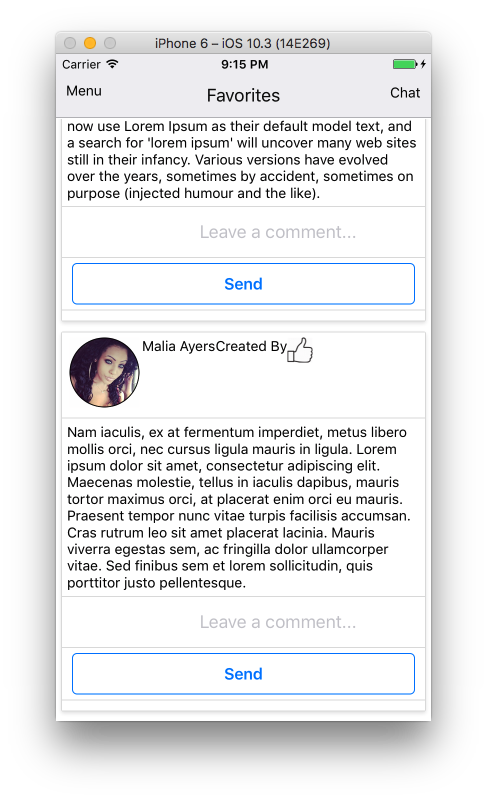 iPhone 6 – iOS 10.3 (14E269)
Carrier 9:15 PM
Menu Favorites Chat
now use Lorem Ipsum as their default model text, and
a search for 'lorem ipsum' will uncover many web sites
still in their infancy. Various versions have evolved
over the years, sometimes by accident, sometimes on
purpose (injected humour and the like).
Leave a comment...
Send
Malia AyersCreated By
Nam iaculis, ex at fermentum imperdiet, metus libero
mollis orci, nec cursus ligula mauris in ligula. Lorem
ipsum dolor sit amet, consectetur adipiscing elit.
Maecenas molestie, tellus in iaculis dapibus, mauris
tortor maximus orci, at placerat enim orci eu mauris.
Praesent tempor nunc vitae turpis facilisis accumsan.
Cras rutrum leo sit amet placerat lacinia. Mauris
viverra egestas sem, ac fringilla dolor ullamcorper
vitae. Sed finibus sem et lorem sollicitudin, quis
porttitor justo pellentesque.
Leave a comment...
Send